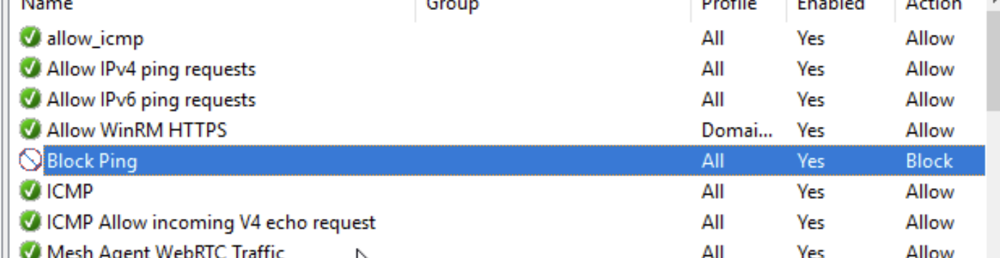 Name Group Profile Enabled Action
allow_icmp All Yes Allow
Allow IPv4 ping requests All Yes Allow
Allow IPv6 ping requests All Yes Allow
Allow WinRM HTTPS Domai... Yes Allow
Block Ping All Yes Block
ICMP All Yes Allow
ICMP Allow incoming V4 echo request All Yes Allow
Mesh Agent WebRTC Traffic All Yes Allow